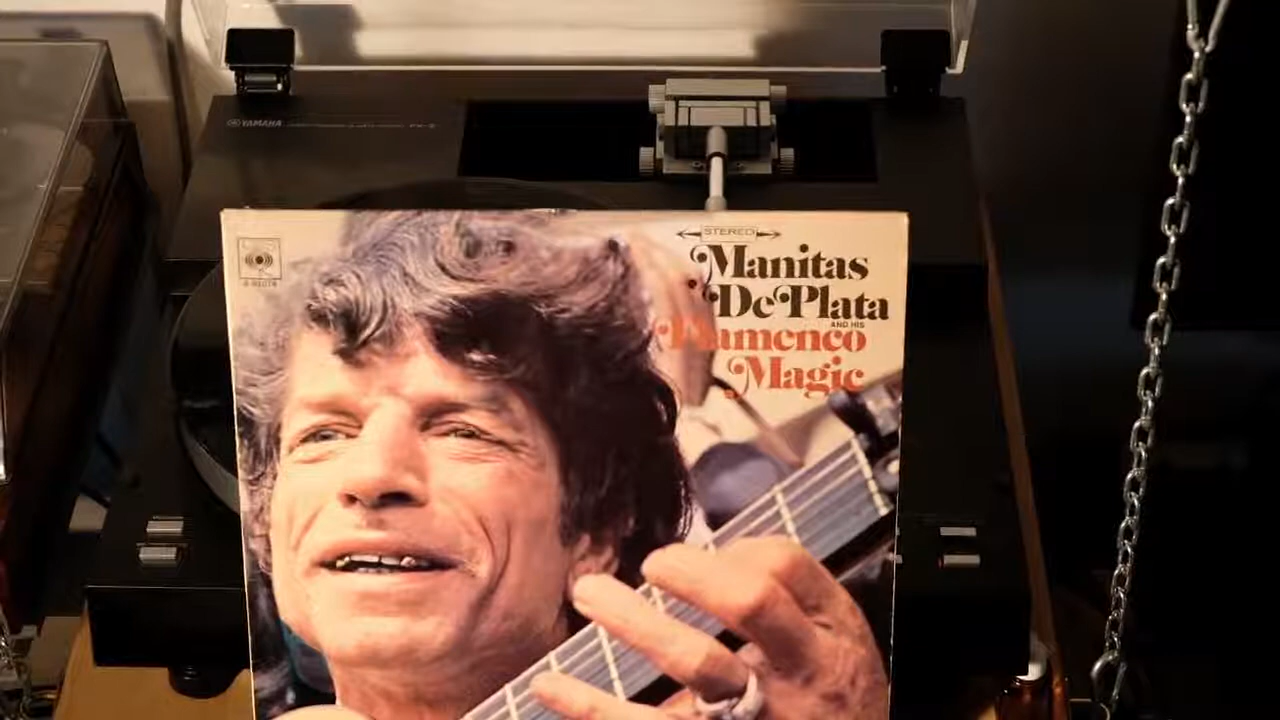 YAMAHA
STEREO
Manitas
De Plata
AND HIS
Flamenco
Magic